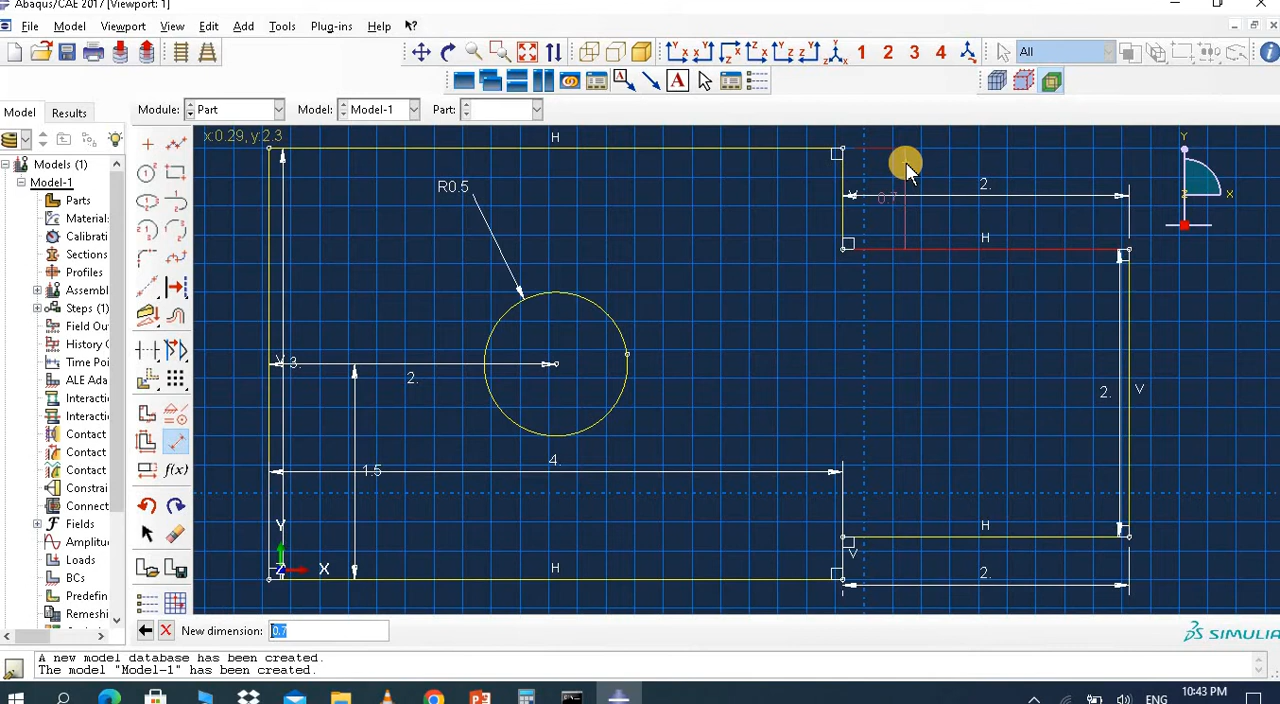 Abaqus/CAE 2017 [Viewport: 1]
File Model Viewport View Edit Add Tools Plug-ins Help
1 2 3 4 All
Model Results Module: Part Model: Model-1 Part:
x:0.29, y:2.3
Models (1)
Model-1
Parts
Material
Calibrati
Sections
Profiles
Assembl
Steps (1)
Field Ou
History
Time Poi
ALE Ada
Interacti
Interacti
Contact
Contact
Contact
Constrai
Connect
Fields
Amplitu
Loads
BCs
Predefin
Remeshi
H
R0.5
2.
0.7
H
V
3.
2.
2.
V
4.
1.5
H
H
V
2.
Y
Z
X
Y
Z
X
New dimension: 0.7
SIMULIA
A new model database has been created.
The model "Model-1" has been created.
ENG
10:43 PM